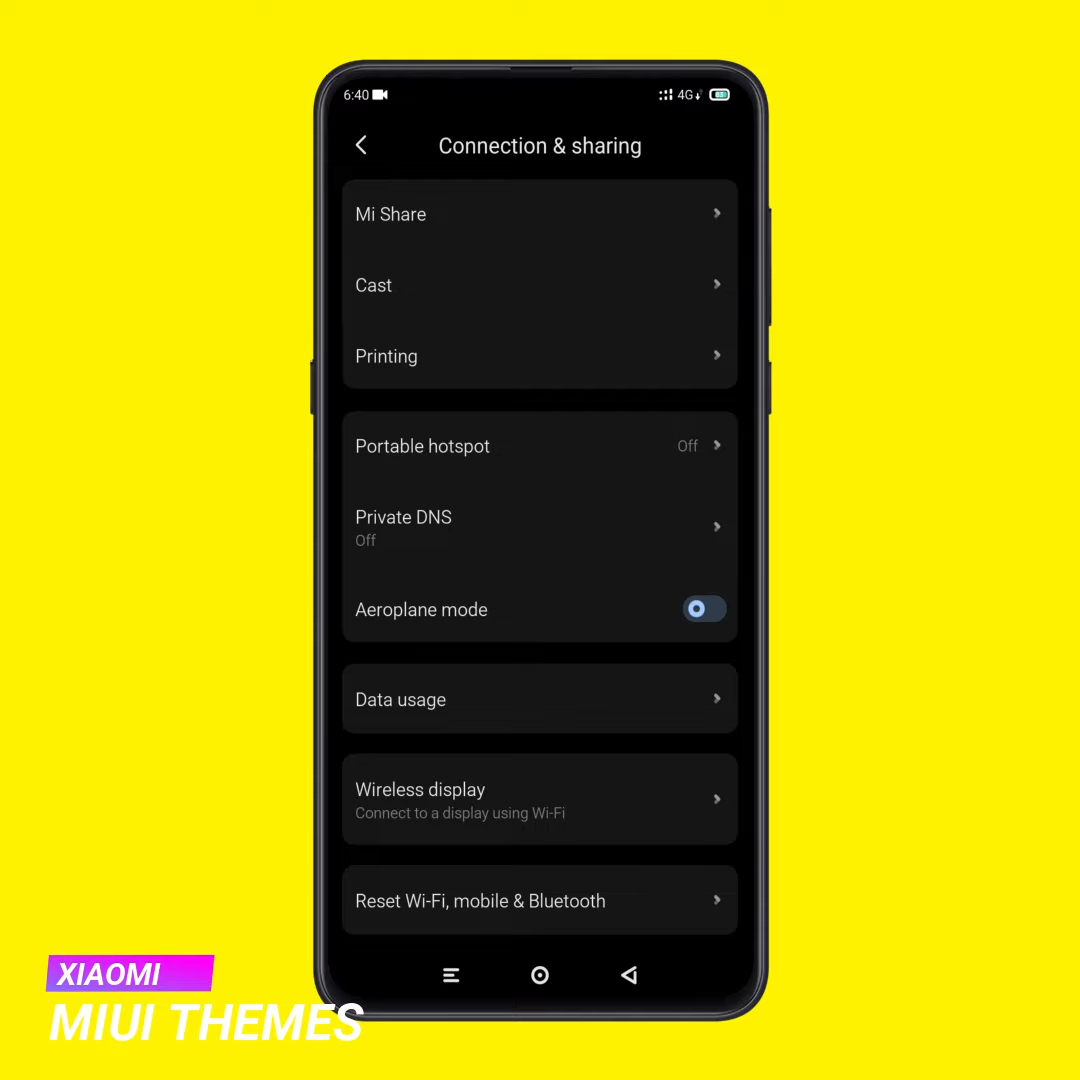 6:40 4G
Connection & sharing
Mi Share
Cast
Printing
Portable hotspot Off
Private DNS
Off
Aeroplane mode
Data usage
Wireless display
Connect to a display using Wi-Fi
Reset Wi-Fi, mobile & Bluetooth
XIAOMI
MIUI THEMES